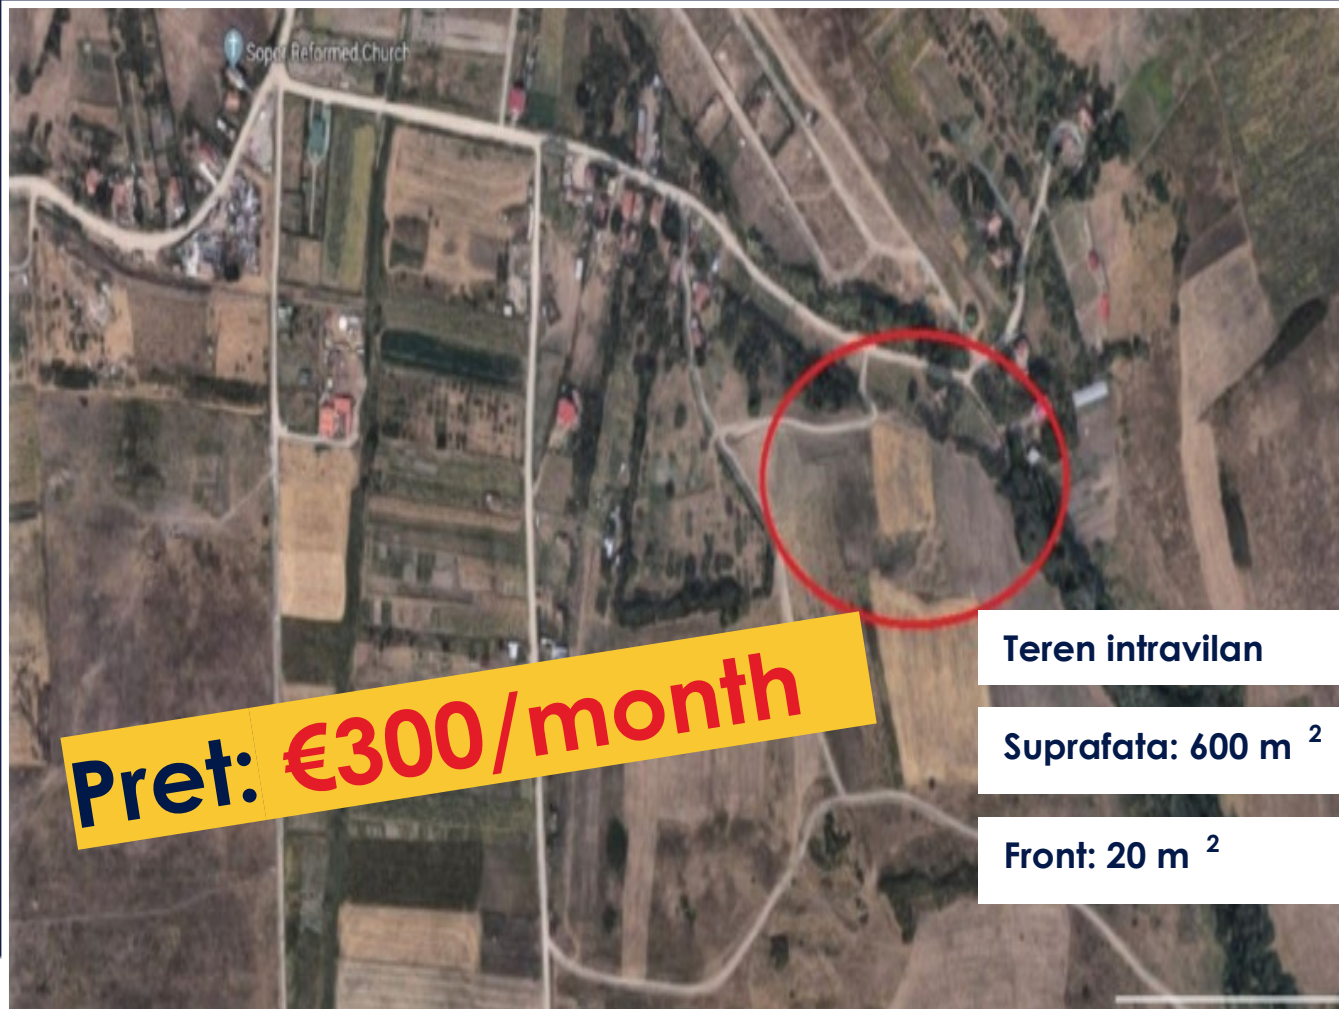 Sopor Reformed Church
Pret: €300/month
Teren intravilan
Suprafata: 600 m ²
Front: 20 m ²